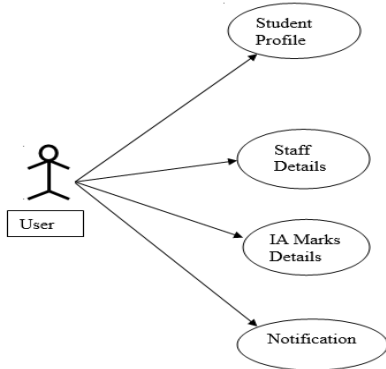 Student
Profile
Staff
Details
User
IA Marks
Details
Notification